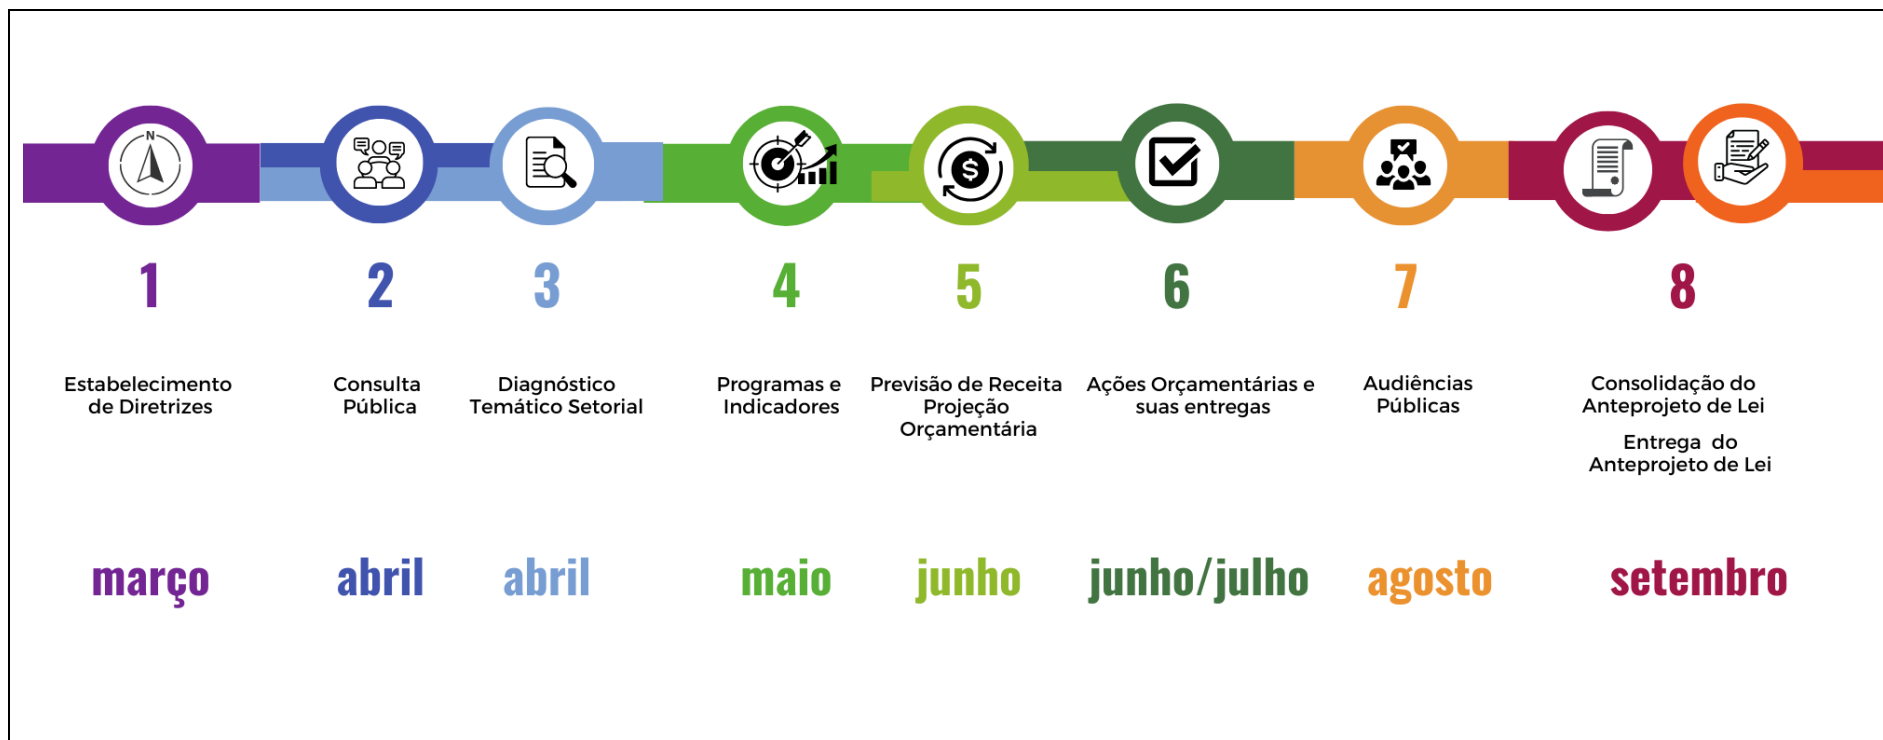 N
$
1
Estabelecimento
de Diretrizes
março
2
Consulta
Pública
abril
3
Diagnóstico
Temático Setorial
abril
4
Programas e
Indicadores
maio
5
Previsão de Receita
Projeção
Orçamentária
junho
6
Ações Orçamentárias e
suas entregas
junho/julho
7
Audiências
Públicas
agosto
8
Consolidação do
Anteprojeto de Lei
Entrega do
Anteprojeto de Lei
setembro